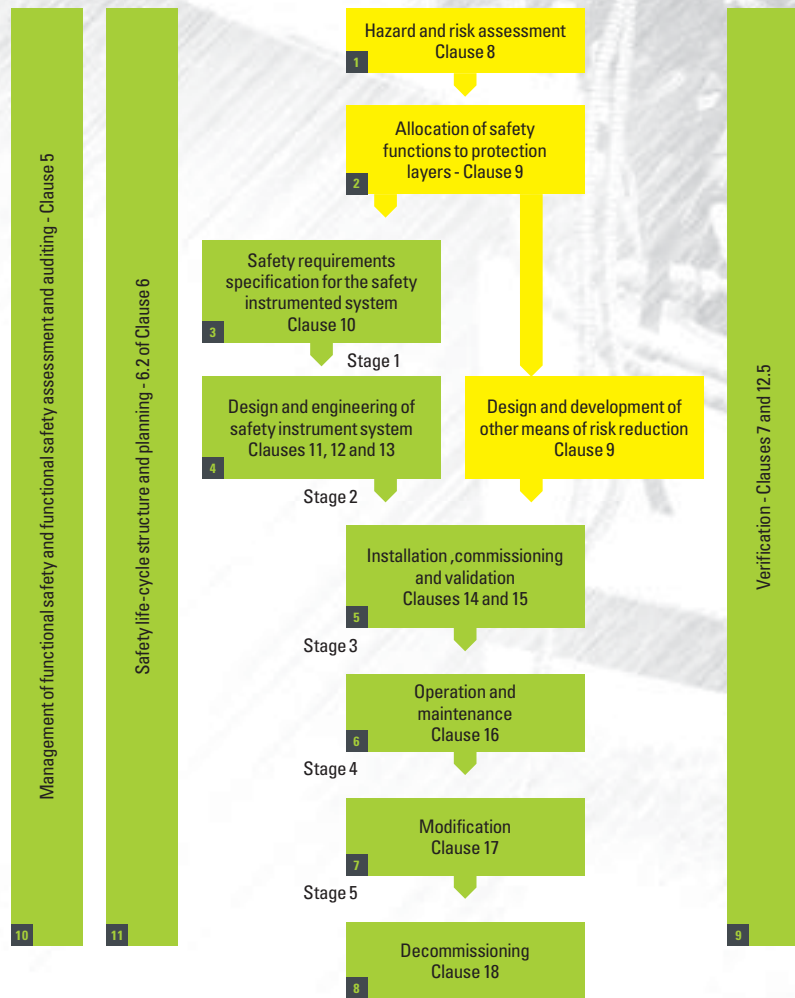 Management of functional safety and functional safety assessment and auditing - Clause 5
10
Safety life-cycle structure and planning - 6.2 of Clause 6
11
Hazard and risk assessment
Clause 8
1
Allocation of safety
functions to protection
layers - Clause 9
2
Safety requirements
specification for the safety
instrumented system
Clause 10
3
Stage 1
Design and engineering of
safety instrument system
Clauses 11, 12 and 13
4
Design and development of
other means of risk reduction
Clause 9
Stage 2
Installation ,commissioning
and validation
Clauses 14 and 15
5
Stage 3
Operation and
maintenance
Clause 16
6
Stage 4
Modification
Clause 17
7
Stage 5
Decommissioning
Clause 18
8
Verification - Clauses 7 and 12.5
9